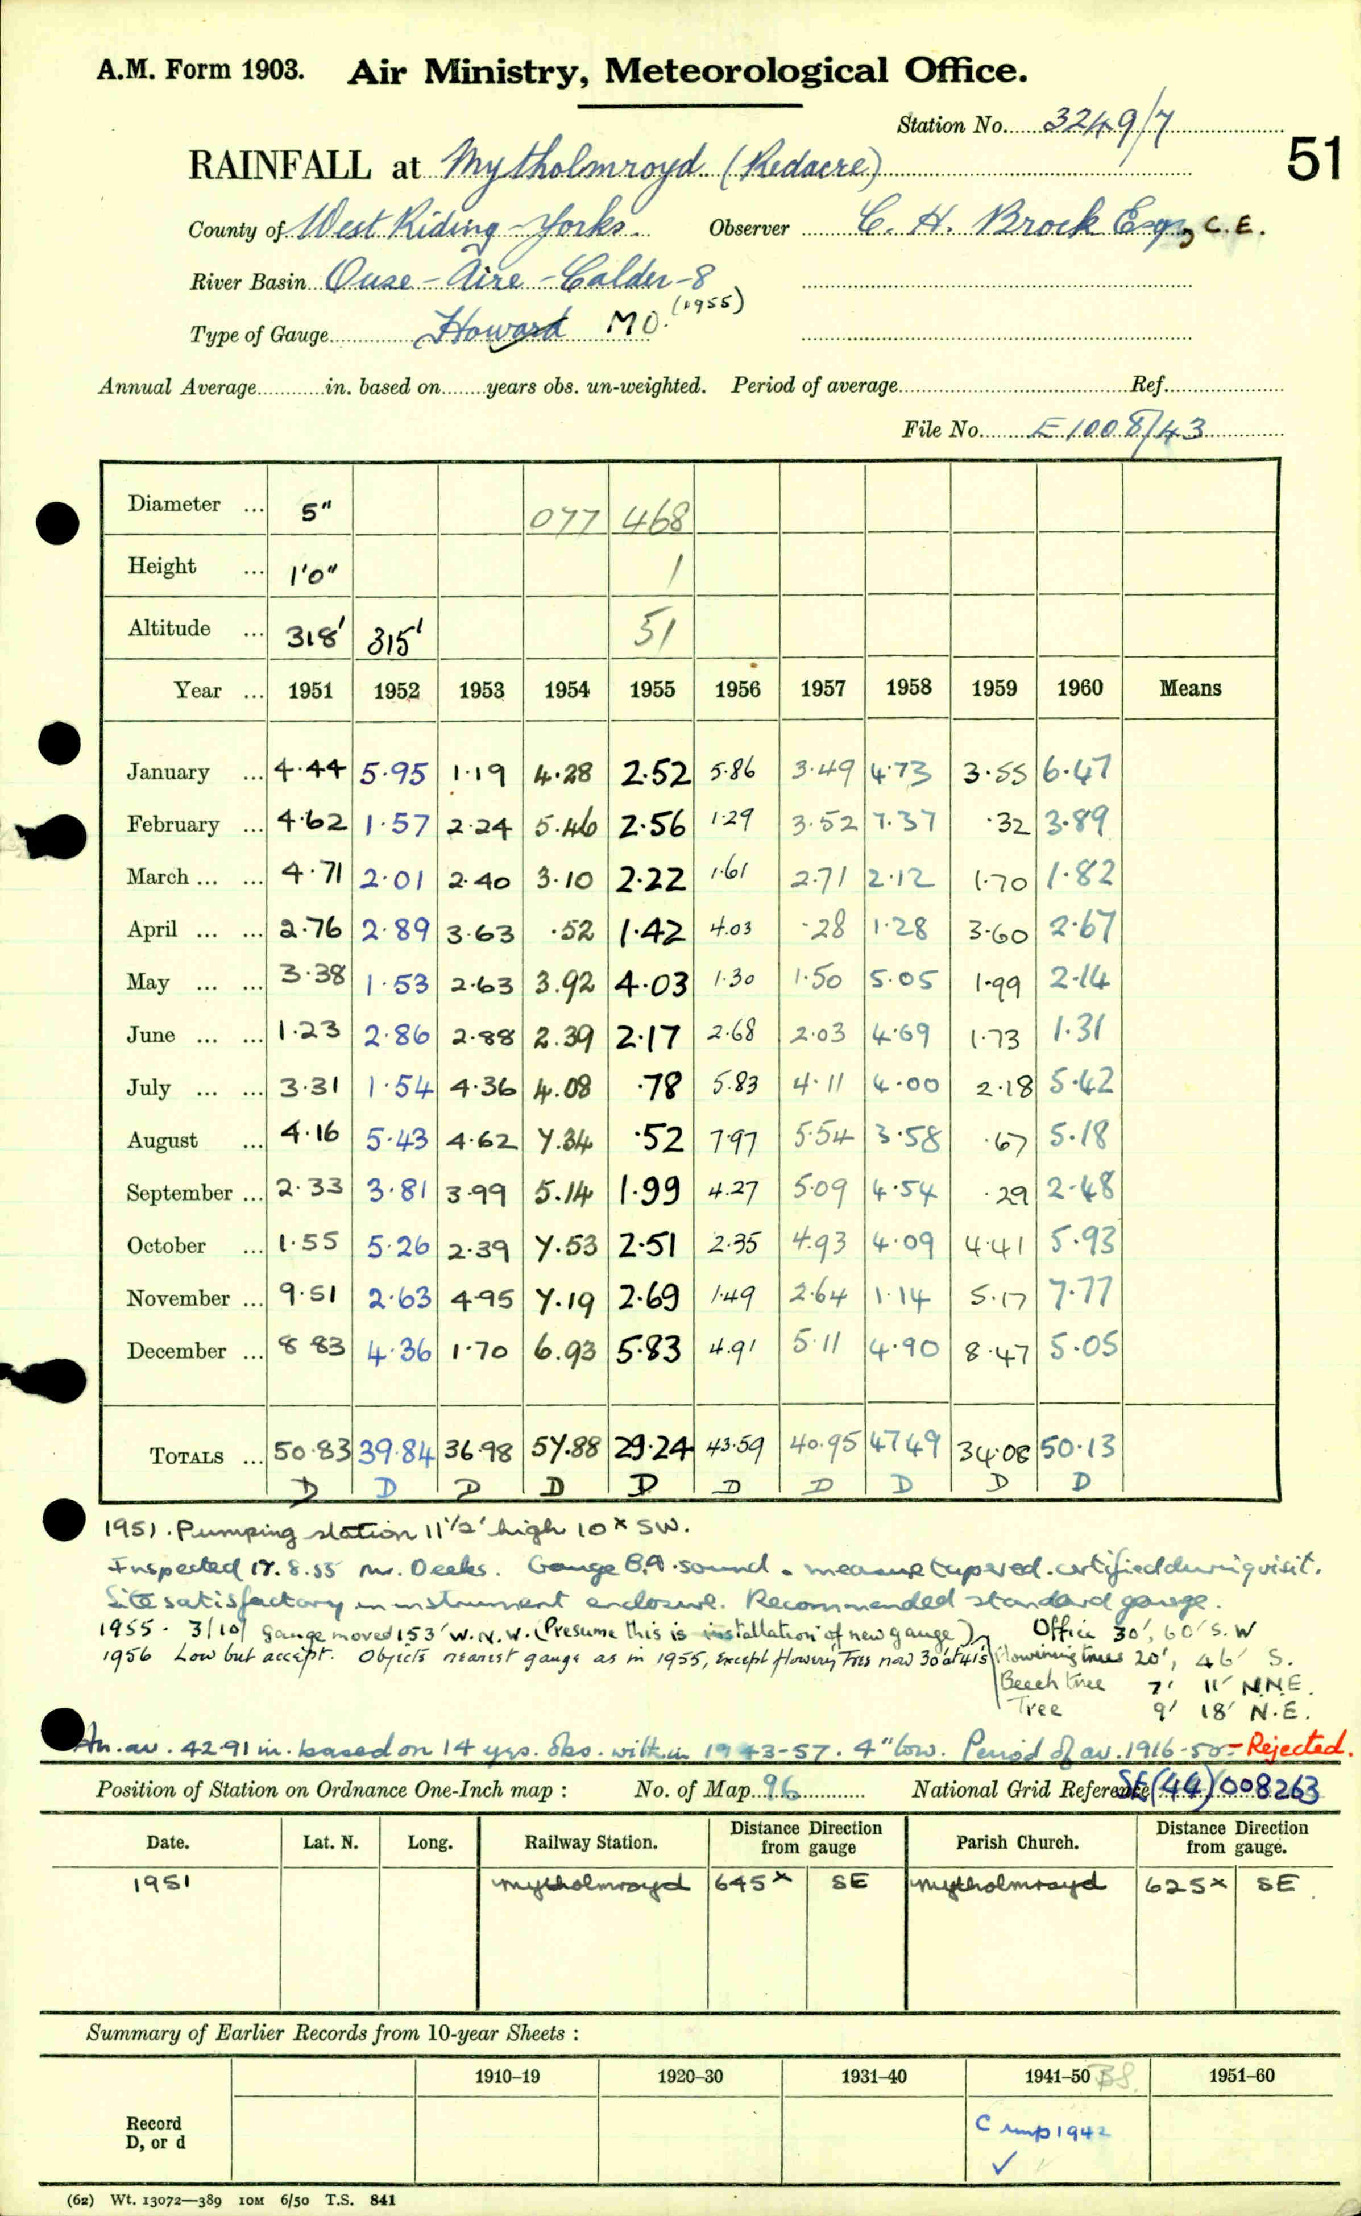 A.M. Form 1903. Air Ministry, Meteorological Office.
Station No. 3249/7
51
RAINFALL at Mytholmroyd (Redacre)
County of West Riding - Yorks. Observer C. H. Brock Esq, C.E.
River Basin Ouse - Aire - Calder - 8
Type of Gauge Howard MO. (1955)
Annual Average in. based on years obs. un-weighted. Period of average Ref.
File No. E1008/43
Diameter ... 5" 077 468
Height ... 1'0" 1
Altitude ... 318' 315' 51
Year ... 1951 1952 1953 1954 1955 1956 1957 1958 1959 1960 Means
January ... 4.44 5.95 1.19 4.28 2.52 5.86 3.49 4.73 3.55 6.47
February ... 4.62 1.57 2.24 5.46 2.56 1.29 3.52 7.37 .32 3.89
March ... ... 4.71 2.01 2.40 3.10 2.22 1.61 2.71 2.12 1.70 1.82
April ... ... 2.76 2.89 3.63 .52 1.42 4.03 .28 1.28 3.60 2.67
May ... ... 3.38 1.53 2.63 3.92 4.03 1.30 1.50 5.05 1.99 2.14
June ... ... 1.23 2.86 2.88 2.39 2.17 2.68 2.03 4.69 1.73 1.31
July ... ... 3.31 1.54 4.36 4.08 .78 5.83 4.11 4.00 2.18 5.42
August ... 4.16 5.43 4.62 7.34 .52 7.97 5.54 3.58 .67 5.18
September ... 2.33 3.81 3.99 5.14 1.99 4.27 5.09 4.54 .29 2.48
October ... 1.55 5.26 2.39 7.53 2.51 2.35 4.93 4.09 4.41 5.93
November ... 9.51 2.63 4.95 7.19 2.69 1.49 2.64 1.14 5.17 7.77
December ... 8.83 4.36 1.70 6.93 5.83 4.91 5.11 4.90 8.47 5.05
TOTALS ... 50.83 39.84 36.98 57.88 29.24 43.59 40.95 47.49 34.08 50.13
D D D D D D D D D D
1951. Pumping station 11½' high 10x SW.
Inspected 17.8.55 Mr. Deeks. Gauge B.A. sound. measure tapered. certified during visit.
Site satisfactory in instrument enclosure. Recommended standard gauge.
1955 - 3/10 gauge moved 153' W.N.W. (Presume this is installation of new gauge) Office 30', 60' S.W
1956 Low but accept. Objects nearest gauge as in 1955, except flowering Trees now 30' at 41' S Flowering trees 20', 46' S.
Beech tree 7' 11' N.N.E.
Tree 9' 18' N.E.
An. av. 42.91 in. based on 14 yrs. obs. within 1943-57. 4" low. Period of av. 1916-50 - Rejected.
Position of Station on Ordnance One-Inch map : No. of Map 96 National Grid Reference SE(44)008263
Date. Lat. N. Long. Railway Station. Distance Direction from gauge Parish Church. Distance Direction from gauge.
1951 Mytholmroyd 645x SE Mytholmroyd 625x SE
Summary of Earlier Records from 10-year Sheets :
1910–19 1920–30 1931–40 1941–50 1951–60
Record D, or d C 1942 ✓
(62) Wt. 13072—389 10M 6/50 T.S. 841